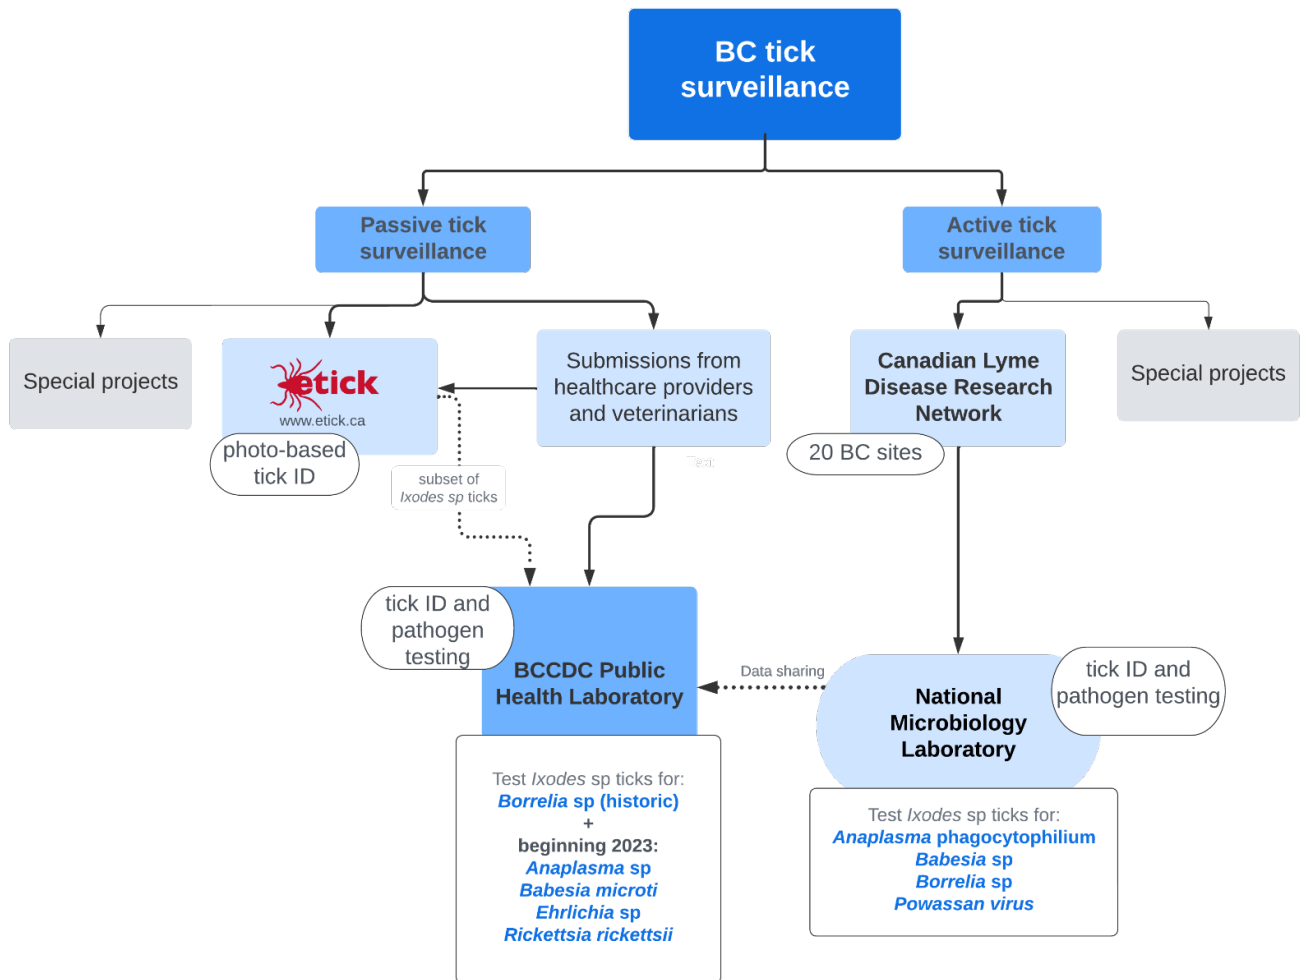 BC tick
surveillance
Passive tick
surveillance
Active tick
surveillance
Special projects
etick
www.etick.ca
photo-based
tick ID
Submissions from
healthcare providers
and veterinarians
Canadian Lyme
Disease Research
Network
20 BC sites
Special projects
Text
subset of
Ixodes sp ticks
tick ID and
pathogen
testing
BCCDC Public
Health Laboratory
Data sharing
National
Microbiology
Laboratory
tick ID and
pathogen testing
Test Ixodes sp ticks for:
Borrelia sp (historic)
+
beginning 2023:
Anaplasma sp
Babesia microti
Ehrlichia sp
Rickettsia rickettsii
Test Ixodes sp ticks for:
Anaplasma phagocytophilium
Babesia sp
Borrelia sp
Powassan virus